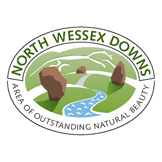 NORTH WESSEX DOWNS
AREA OF OUTSTANDING NATURAL BEAUTY